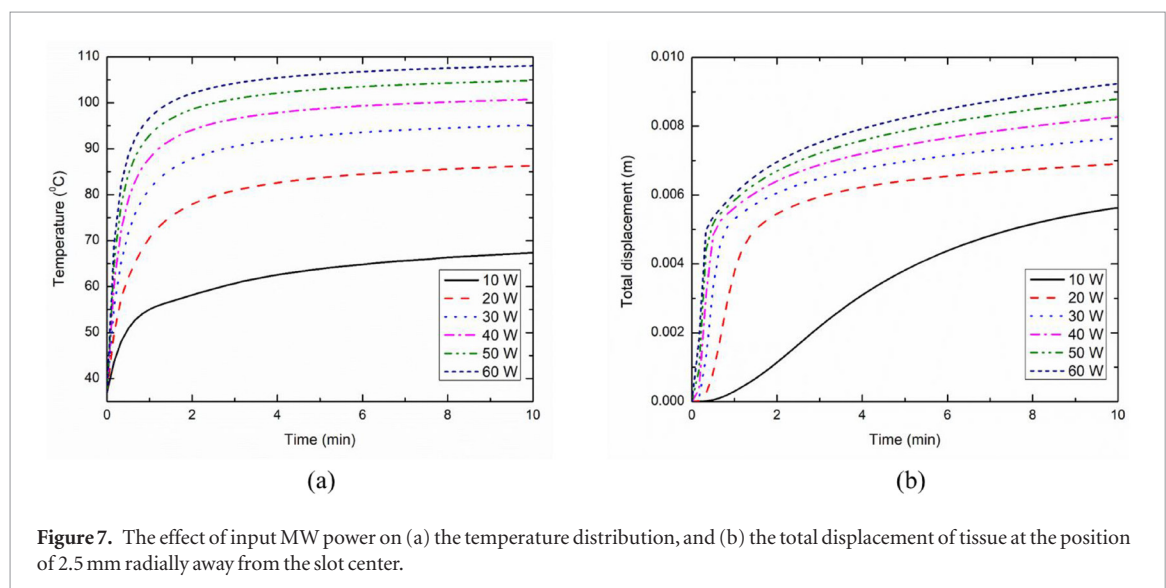 110
100
90
80
70
60
50
40
Temperature (⁰C)
0
2
4
6
8
10
Time (min)
10 W
20 W
30 W
40 W
50 W
60 W
(a)
0.010
0.008
0.006
0.004
0.002
0.000
Total displacement (m)
0
2
4
6
8
10
Time (min)
10 W
20 W
30 W
40 W
50 W
60 W
(b)
Figure 7. The effect of input MW power on (a) the temperature distribution, and (b) the total displacement of tissue at the position
of 2.5 mm radially away from the slot center.